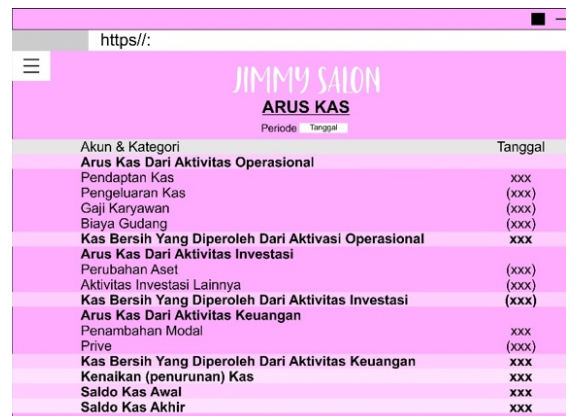 https//:
JIMMY SALON
ARUS KAS
Periode Tanggal
Akun & Kategori Tanggal
Arus Kas Dari Aktivitas Operasional
Pendaptan Kas xxx
Pengeluaran Kas (xxx)
Gaji Karyawan (xxx)
Biaya Gudang (xxx)
Kas Bersih Yang Diperoleh Dari Aktivasi Operasional xxx
Arus Kas Dari Aktivitas Investasi
Perubahan Aset (xxx)
Aktivitas Investasi Lainnya (xxx)
Kas Bersih Yang Diperoleh Dari Aktivitas Investasi (xxx)
Arus Kas Dari Aktivitas Keuangan
Penambahan Modal xxx
Prive (xxx)
Kas Bersih Yang Diperoleh Dari Aktivitas Keuangan xxx
Kenaikan (penurunan) Kas xxx
Saldo Kas Awal xxx
Saldo Kas Akhir xxx